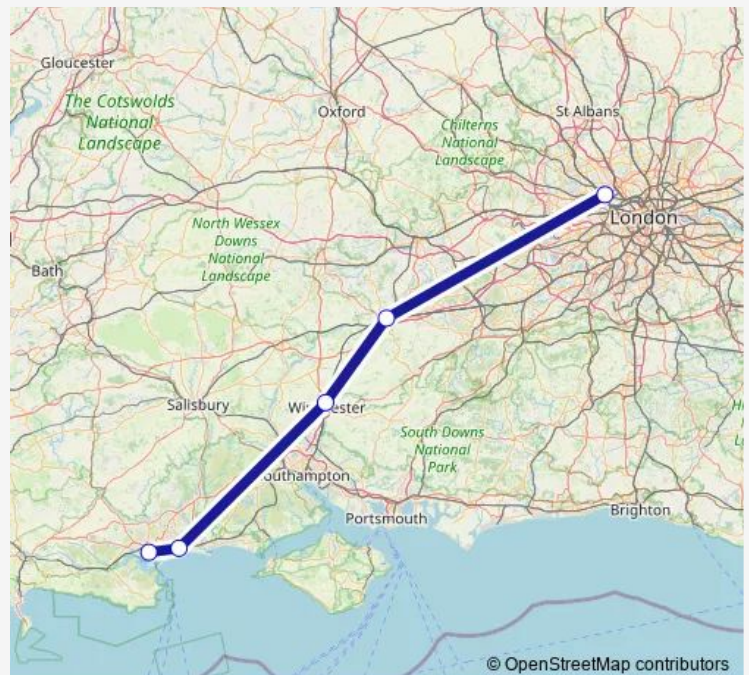 Gloucester
The Cotswolds
National
Landscape
Oxford
St Albans
Chilterns
National
Landscape
London
North Wessex
Downs
National
Landscape
Bath
Salisbury
South Downs
National
Park
Portsmouth
Brighton
© OpenStreetMap contributors